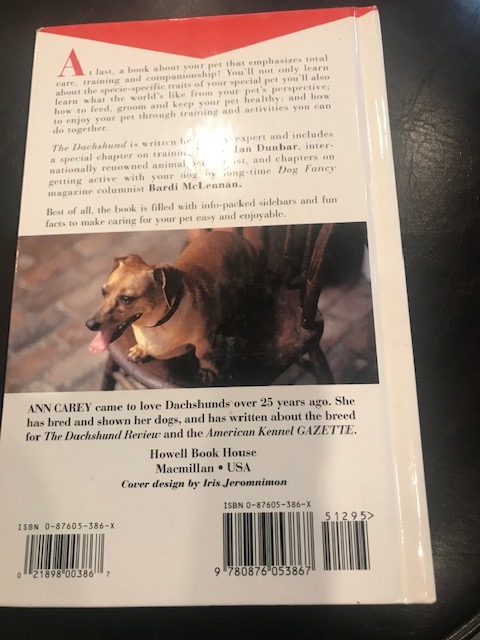 At last, a book about your pet that emphasizes total
care, training and companionship! You'll not only learn
about the specie-specific traits of your special pet you'll also
learn what the world's like from your pet's perspective;
how to feed, groom and keep your pet healthy; and how
to enjoy your pet through training and activities you can
do together.
The Dachshund is written expert and includes
a special chapter on Dunbar, inter-
nationally renowned animal and chapters on
getting active with your dog by long-time Dog Fancy
magazine columnist Bardi McLennan.
Best of all, the book is filled with info-packed sidebars and fun
facts to make caring for your pet easy and enjoyable.
ANN CAREY came to love Dachshunds over 25 years ago. She
has bred and shown her dogs, and has written about the breed
for The Dachshund Review and the American Kennel GAZETTE.
Howell Book House
Macmillan • USA
Cover design by Iris Jeromnimon
ISBN 0-87605-386-X
0 21898 00386 7
ISBN 0-87605-386-X
51295>
9 780876 053867